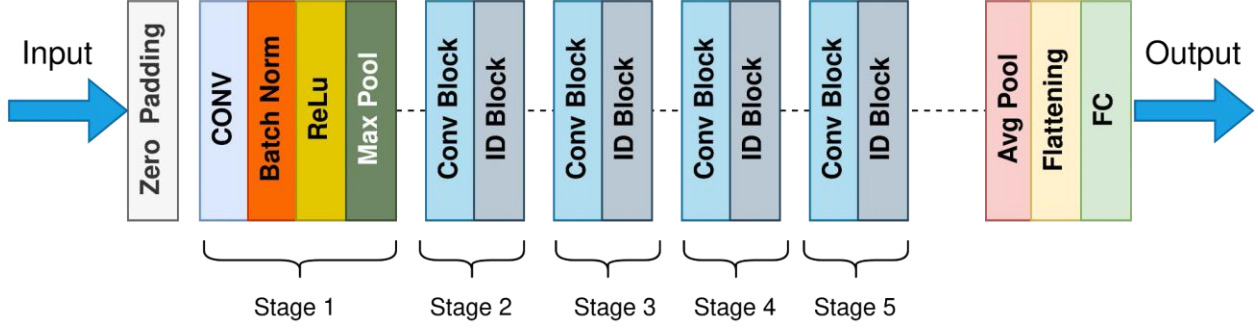 Input
Zero Padding
CONV
Batch Norm
ReLu
Max Pool
Conv Block
ID Block
Conv Block
ID Block
Conv Block
ID Block
Conv Block
ID Block
Avg Pool
Flattening
FC
Output
Stage 1
Stage 2
Stage 3
Stage 4
Stage 5